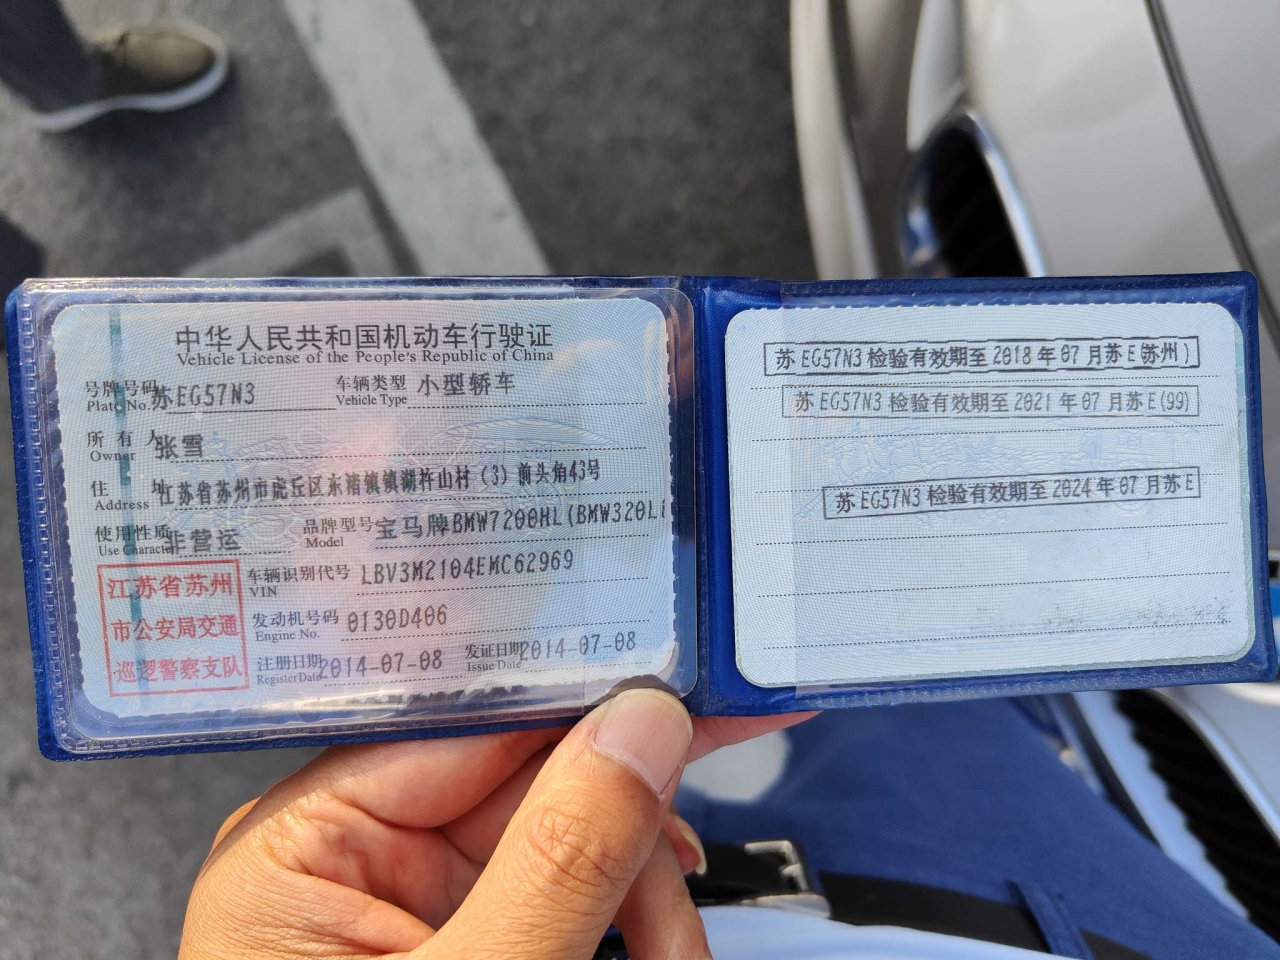 中华人民共和国机动车行驶证
Vehicle License of the People's Republic of China
号牌号码 苏EG57N3 车辆类型 小型轿车
Plate No. Vehicle Type
所有人 张雪
Owner
住址 江苏省苏州市虎丘区东渚镇镇湖杵山村(3)前头角43号
Address
使用性质 非营运 品牌型号 宝马牌BMW7200HL(BMW320Li
Use Character Model
江苏省苏州
市公安局交通
巡逻警察支队
车辆识别代号 LBV3M2104EMC62969
VIN
发动机号码 0130D406
Engine No.
注册日期 2014-07-08 发证日期 2014-07-08
Register Date Issue Date
苏EG57N3检验有效期至2018年07月苏E(苏州)
苏EG57N3检验有效期至2021年07月苏E(99)
苏EG57N3检验有效期至2024年07月苏E